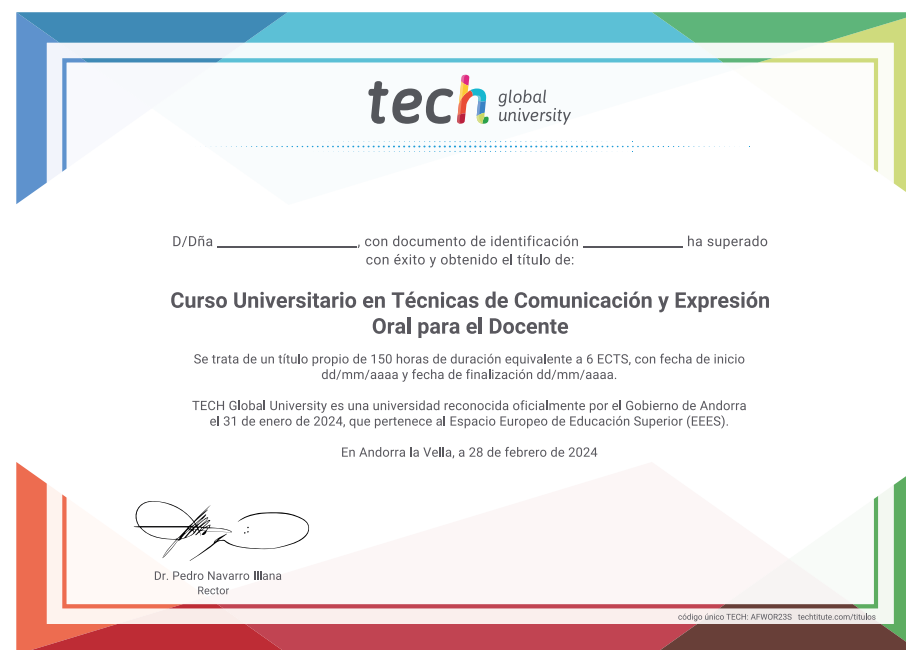 tech global university
D/Dña ____________________, con documento de identificación ______________ ha superado
con éxito y obtenido el título de:
Curso Universitario en Técnicas de Comunicación y Expresión
Oral para el Docente
Se trata de un título propio de 150 horas de duración equivalente a 6 ECTS, con fecha de inicio
dd/mm/aaaa y fecha de finalización dd/mm/aaaa.
TECH Global University es una universidad reconocida oficialmente por el Gobierno de Andorra
el 31 de enero de 2024, que pertenece al Espacio Europeo de Educación Superior (EEES).
En Andorra la Vella, a 28 de febrero de 2024
Dr. Pedro Navarro Illana
Rector
código único TECH: AFWOR23S techtitute.com/titulos